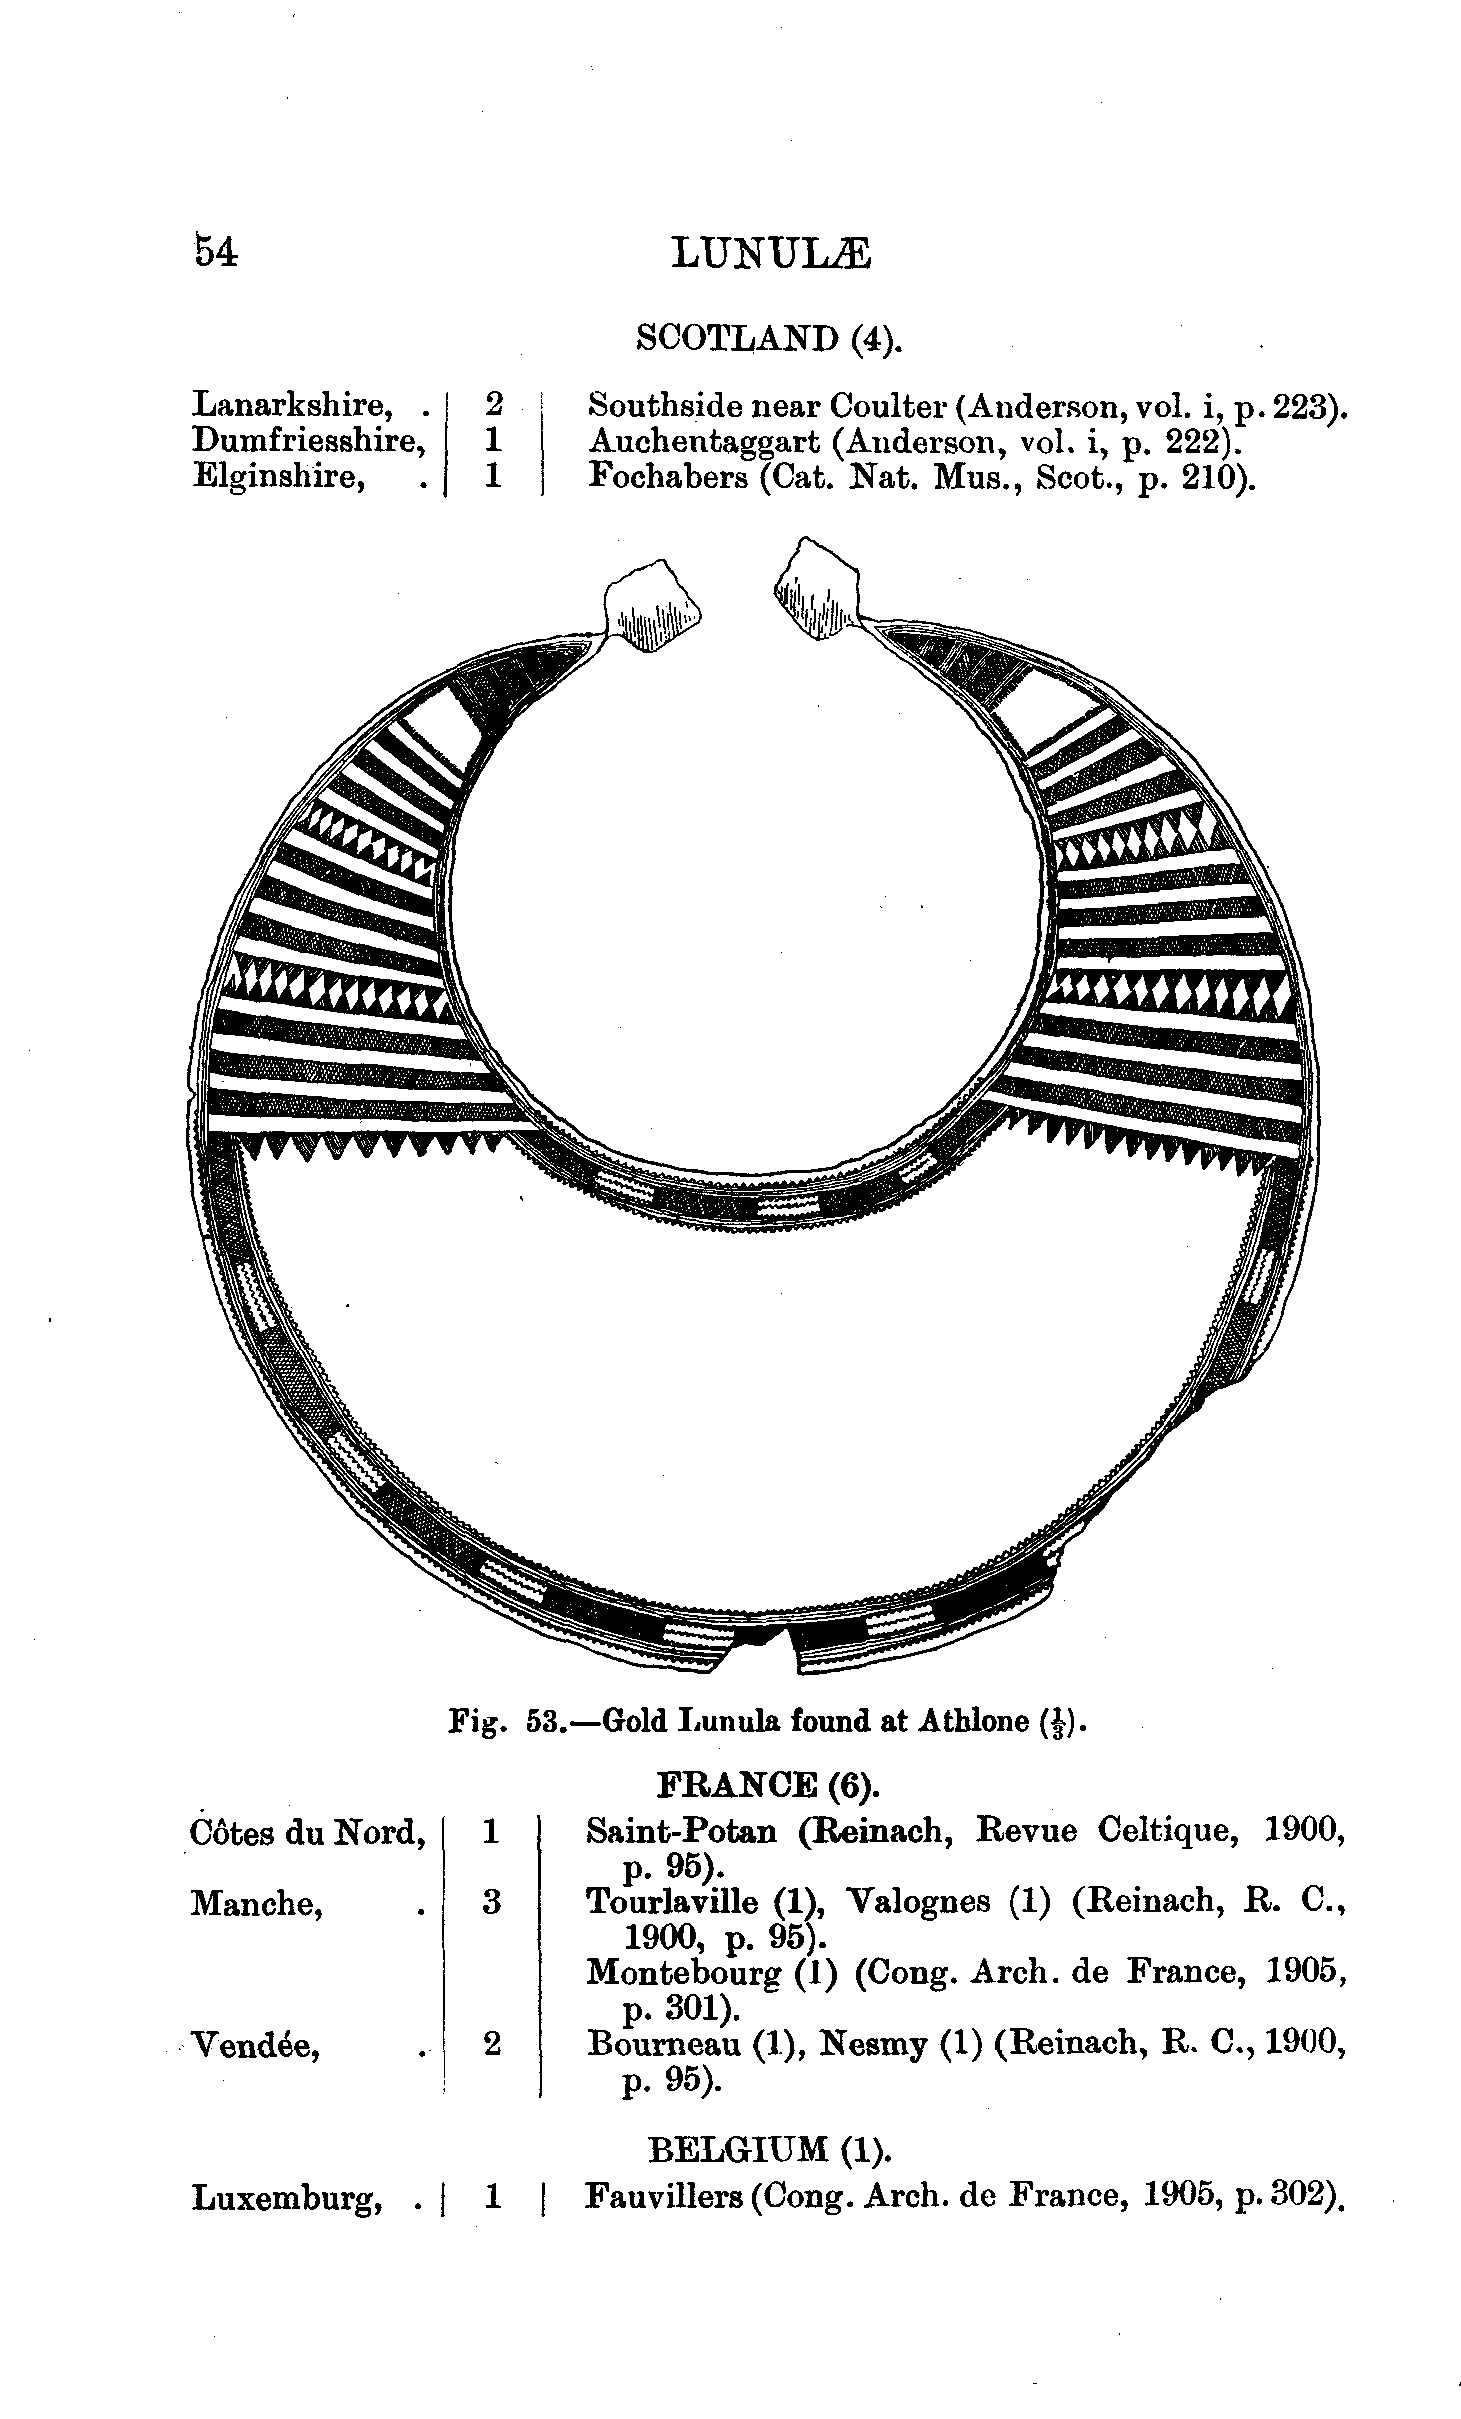 54 LUNULÆ
SCOTLAND (4).
Lanarkshire, . 2 Southside near Coulter (Anderson, vol. i, p. 223).
Dumfriesshire, 1 Auchentaggart (Anderson, vol. i, p. 222).
Elginshire, . 1 Fochabers (Cat. Nat. Mus., Scot., p. 210).
Fig. 53.—Gold Lunula found at Athlone (⅓).
FRANCE (6).
Côtes du Nord, 1 Saint-Potan (Reinach, Revue Celtique, 1900,
p. 95).
Manche, . 3 Tourlaville (1), Valognes (1) (Reinach, R. C.,
1900, p. 95).
Montebourg (1) (Cong. Arch. de France, 1905,
p. 301).
Vendée, . 2 Bourneau (1), Nesmy (1) (Reinach, R. C., 1900,
p. 95).
BELGIUM (1).
Luxemburg, . 1 Fauvillers (Cong. Arch. de France, 1905, p. 302).